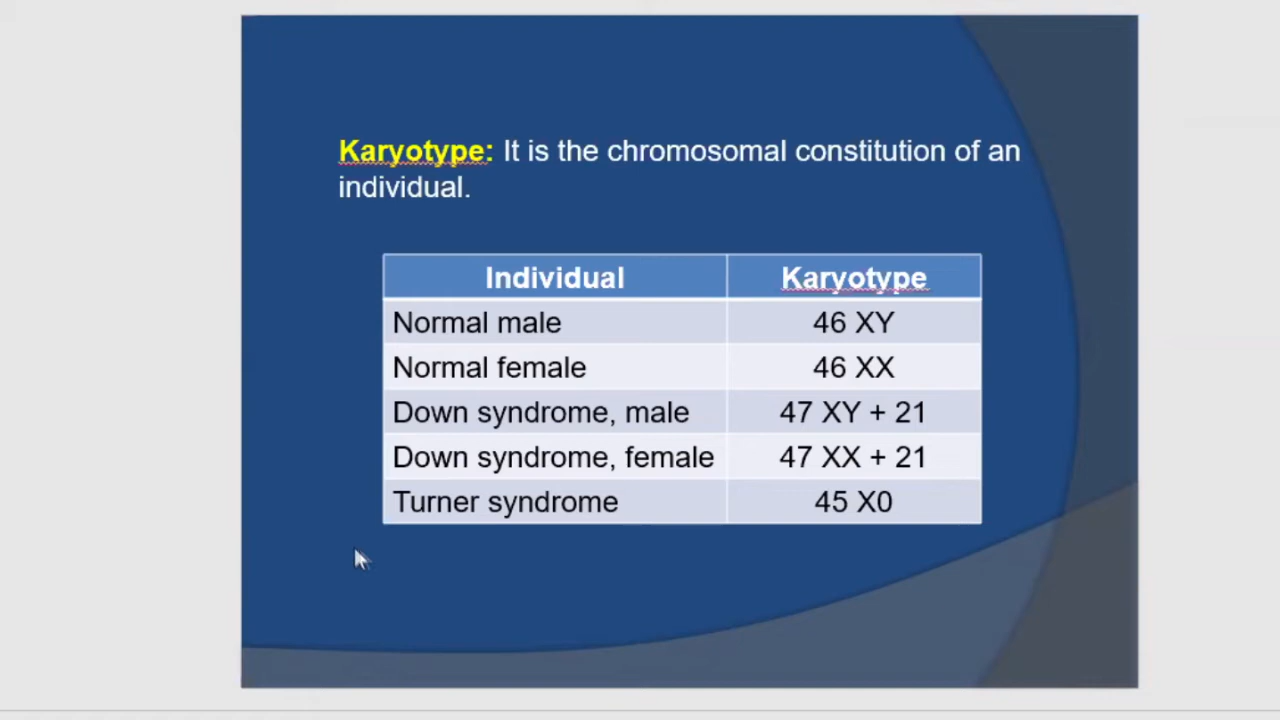 Karyotype: It is the chromosomal constitution of an
individual.
Individual Karyotype
Normal male 46 XY
Normal female 46 XX
Down syndrome, male 47 XY + 21
Down syndrome, female 47 XX + 21
Turner syndrome 45 X0